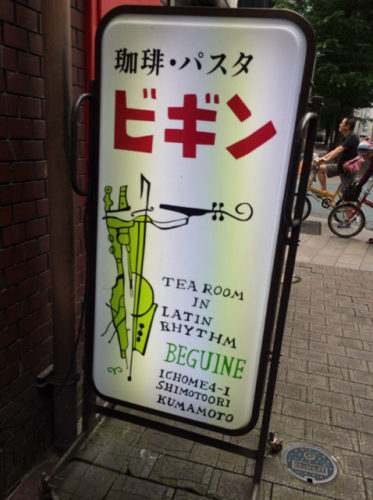 珈琲・パスタ
ビギン
TEA ROOM
IN
LATIN
RHYTHM
BEGUINE
ICHOME4-1
SHIMOTOORI
KUMAMOTO